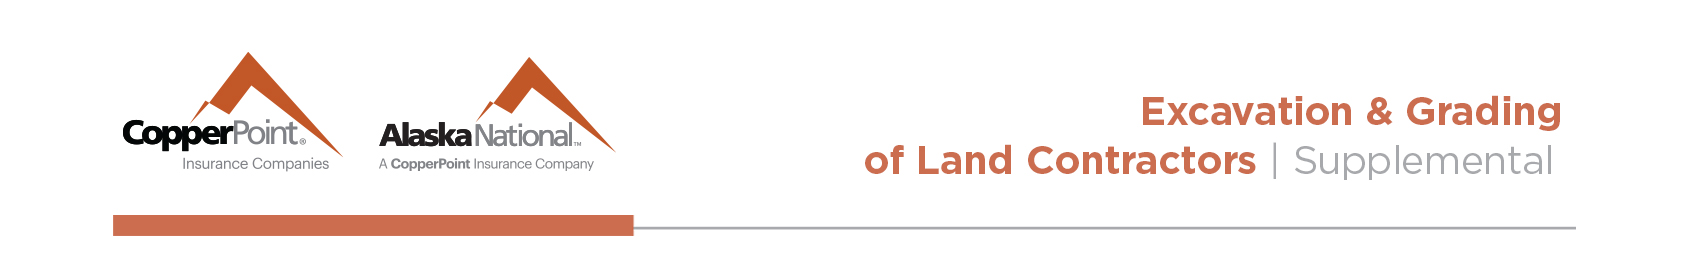 CopperPoint®
Insurance Companies
AlaskaNational™
A CopperPoint Insurance Company
Excavation & Grading
of Land Contractors | Supplemental